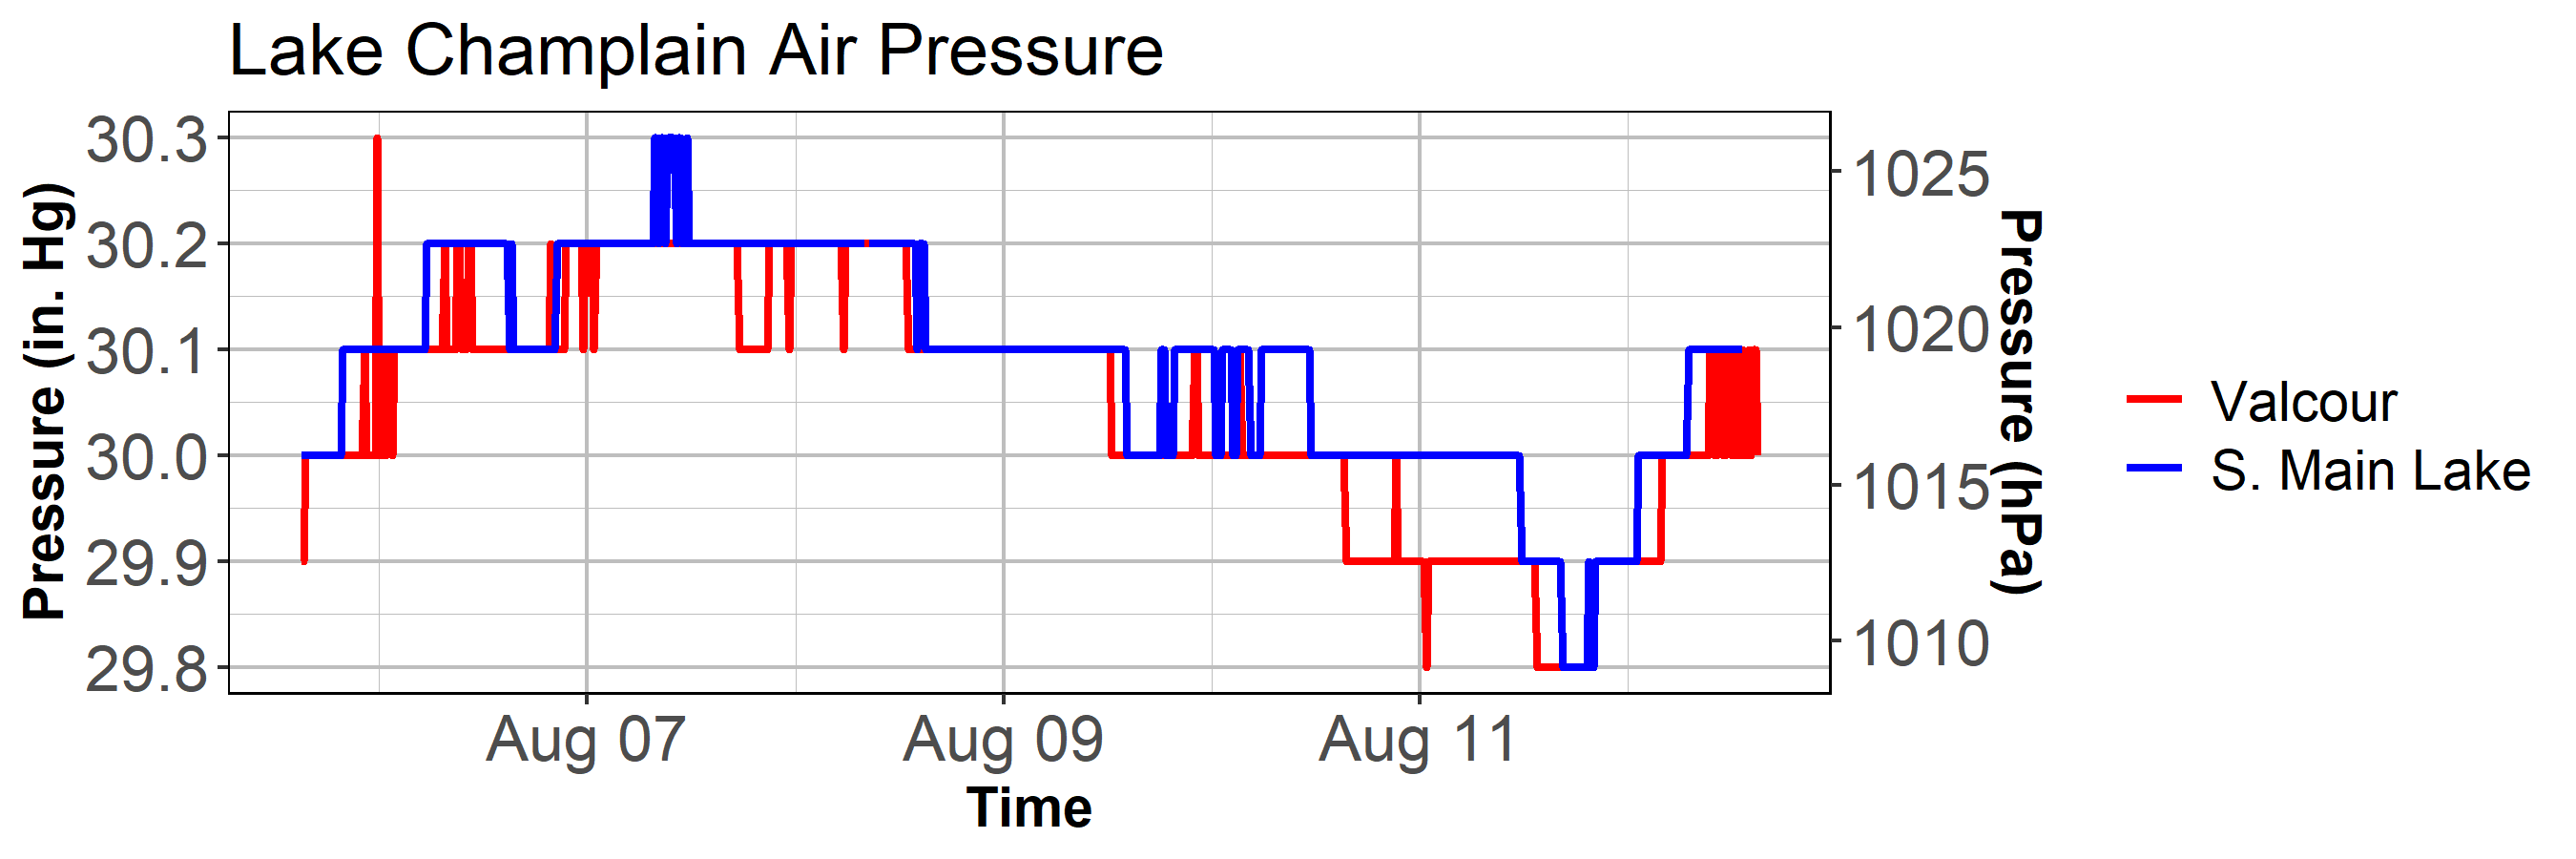 Lake Champlain Air Pressure
Pressure (in. Hg)
30.3
30.2
30.1
30.0
29.9
29.8
1025
1020
1015
1010
Pressure (hPa)
Aug 07
Aug 09
Aug 11
Time
Valcour
S. Main Lake